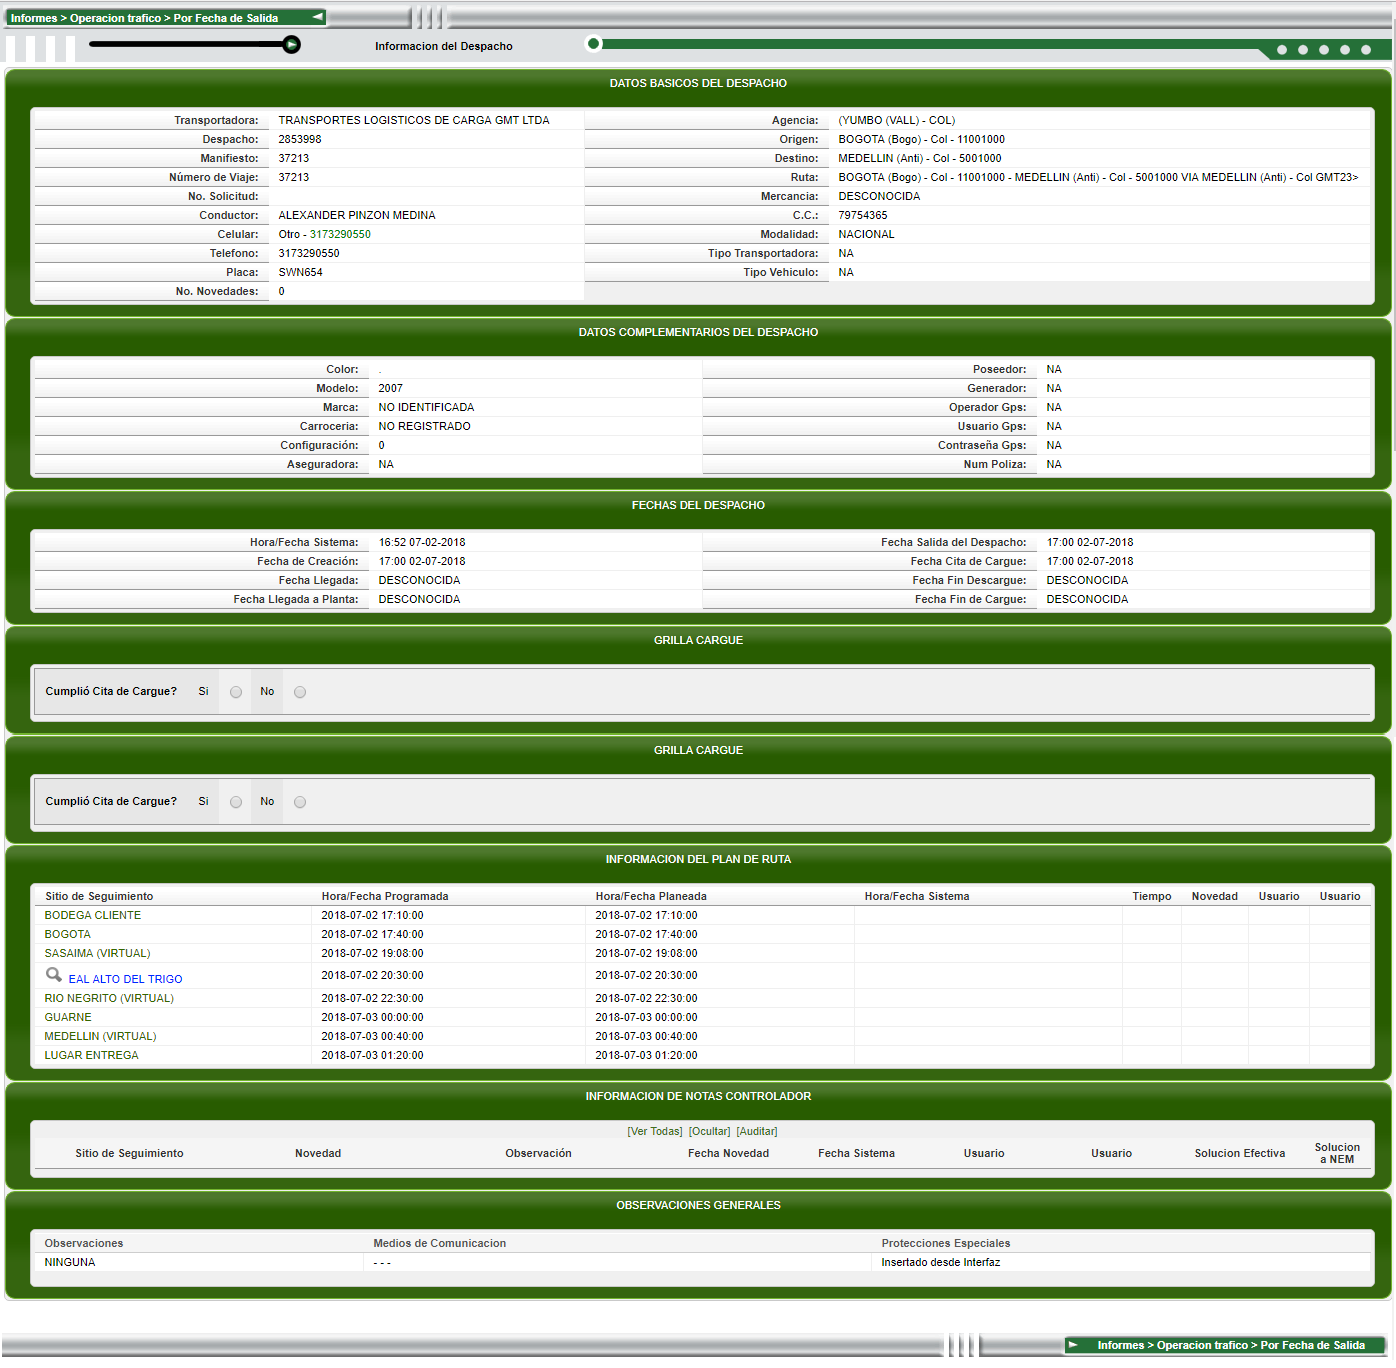 Informes > Operacion trafico > Por Fecha de Salida
Informacion del Despacho
DATOS BASICOS DEL DESPACHO
Transportadora: TRANSPORTES LOGISTICOS DE CARGA GMT LTDA Agencia: (YUMBO (VALL) - COL)
Despacho: 2853998 Origen: BOGOTA (Bogo) - Col - 11001000
Manifiesto: 37213 Destino: MEDELLIN (Anti) - Col - 5001000
Número de Viaje: 37213 Ruta: BOGOTA (Bogo) - Col - 11001000 - MEDELLIN (Anti) - Col - 5001000 VIA MEDELLIN (Anti) - Col GMT23>
No. Solicitud: Mercancia: DESCONOCIDA
Conductor: ALEXANDER PINZON MEDINA C.C.: 79754365
Celular: Otro - 3173290550 Modalidad: NACIONAL
Telefono: 3173290550 Tipo Transportadora: NA
Placa: SWN654 Tipo Vehiculo: NA
No. Novedades: 0
DATOS COMPLEMENTARIOS DEL DESPACHO
Color: . Poseedor: NA
Modelo: 2007 Generador: NA
Marca: NO IDENTIFICADA Operador Gps: NA
Carroceria: NO REGISTRADO Usuario Gps: NA
Configuración: 0 Contraseña Gps: NA
Aseguradora: NA Num Poliza: NA
FECHAS DEL DESPACHO
Hora/Fecha Sistema: 16:52 07-02-2018 Fecha Salida del Despacho: 17:00 02-07-2018
Fecha de Creación: 17:00 02-07-2018 Fecha Cita de Cargue: 17:00 02-07-2018
Fecha Llegada: DESCONOCIDA Fecha Fin Descargue: DESCONOCIDA
Fecha Llegada a Planta: DESCONOCIDA Fecha Fin de Cargue: DESCONOCIDA
GRILLA CARGUE
Cumplió Cita de Cargue? Si No
GRILLA CARGUE
Cumplió Cita de Cargue? Si No
INFORMACION DEL PLAN DE RUTA
Sitio de Seguimiento Hora/Fecha Programada Hora/Fecha Planeada Hora/Fecha Sistema Tiempo Novedad Usuario Usuario
BODEGA CLIENTE 2018-07-02 17:10:00 2018-07-02 17:10:00
BOGOTA 2018-07-02 17:40:00 2018-07-02 17:40:00
SASAIMA (VIRTUAL) 2018-07-02 19:08:00 2018-07-02 19:08:00
EAL ALTO DEL TRIGO 2018-07-02 20:30:00 2018-07-02 20:30:00
RIO NEGRITO (VIRTUAL) 2018-07-02 22:30:00 2018-07-02 22:30:00
GUARNE 2018-07-03 00:00:00 2018-07-03 00:00:00
MEDELLIN (VIRTUAL) 2018-07-03 00:40:00 2018-07-03 00:40:00
LUGAR ENTREGA 2018-07-03 01:20:00 2018-07-03 01:20:00
INFORMACION DE NOTAS CONTROLADOR
[Ver Todas] [Ocultar] [Auditar]
Sitio de Seguimiento Novedad Observación Fecha Novedad Fecha Sistema Usuario Usuario Solucion Efectiva Solucion a NEM
OBSERVACIONES GENERALES
Observaciones Medios de Comunicacion Protecciones Especiales
NINGUNA - - - Insertado desde Interfaz
Informes > Operacion trafico > Por Fecha de Salida